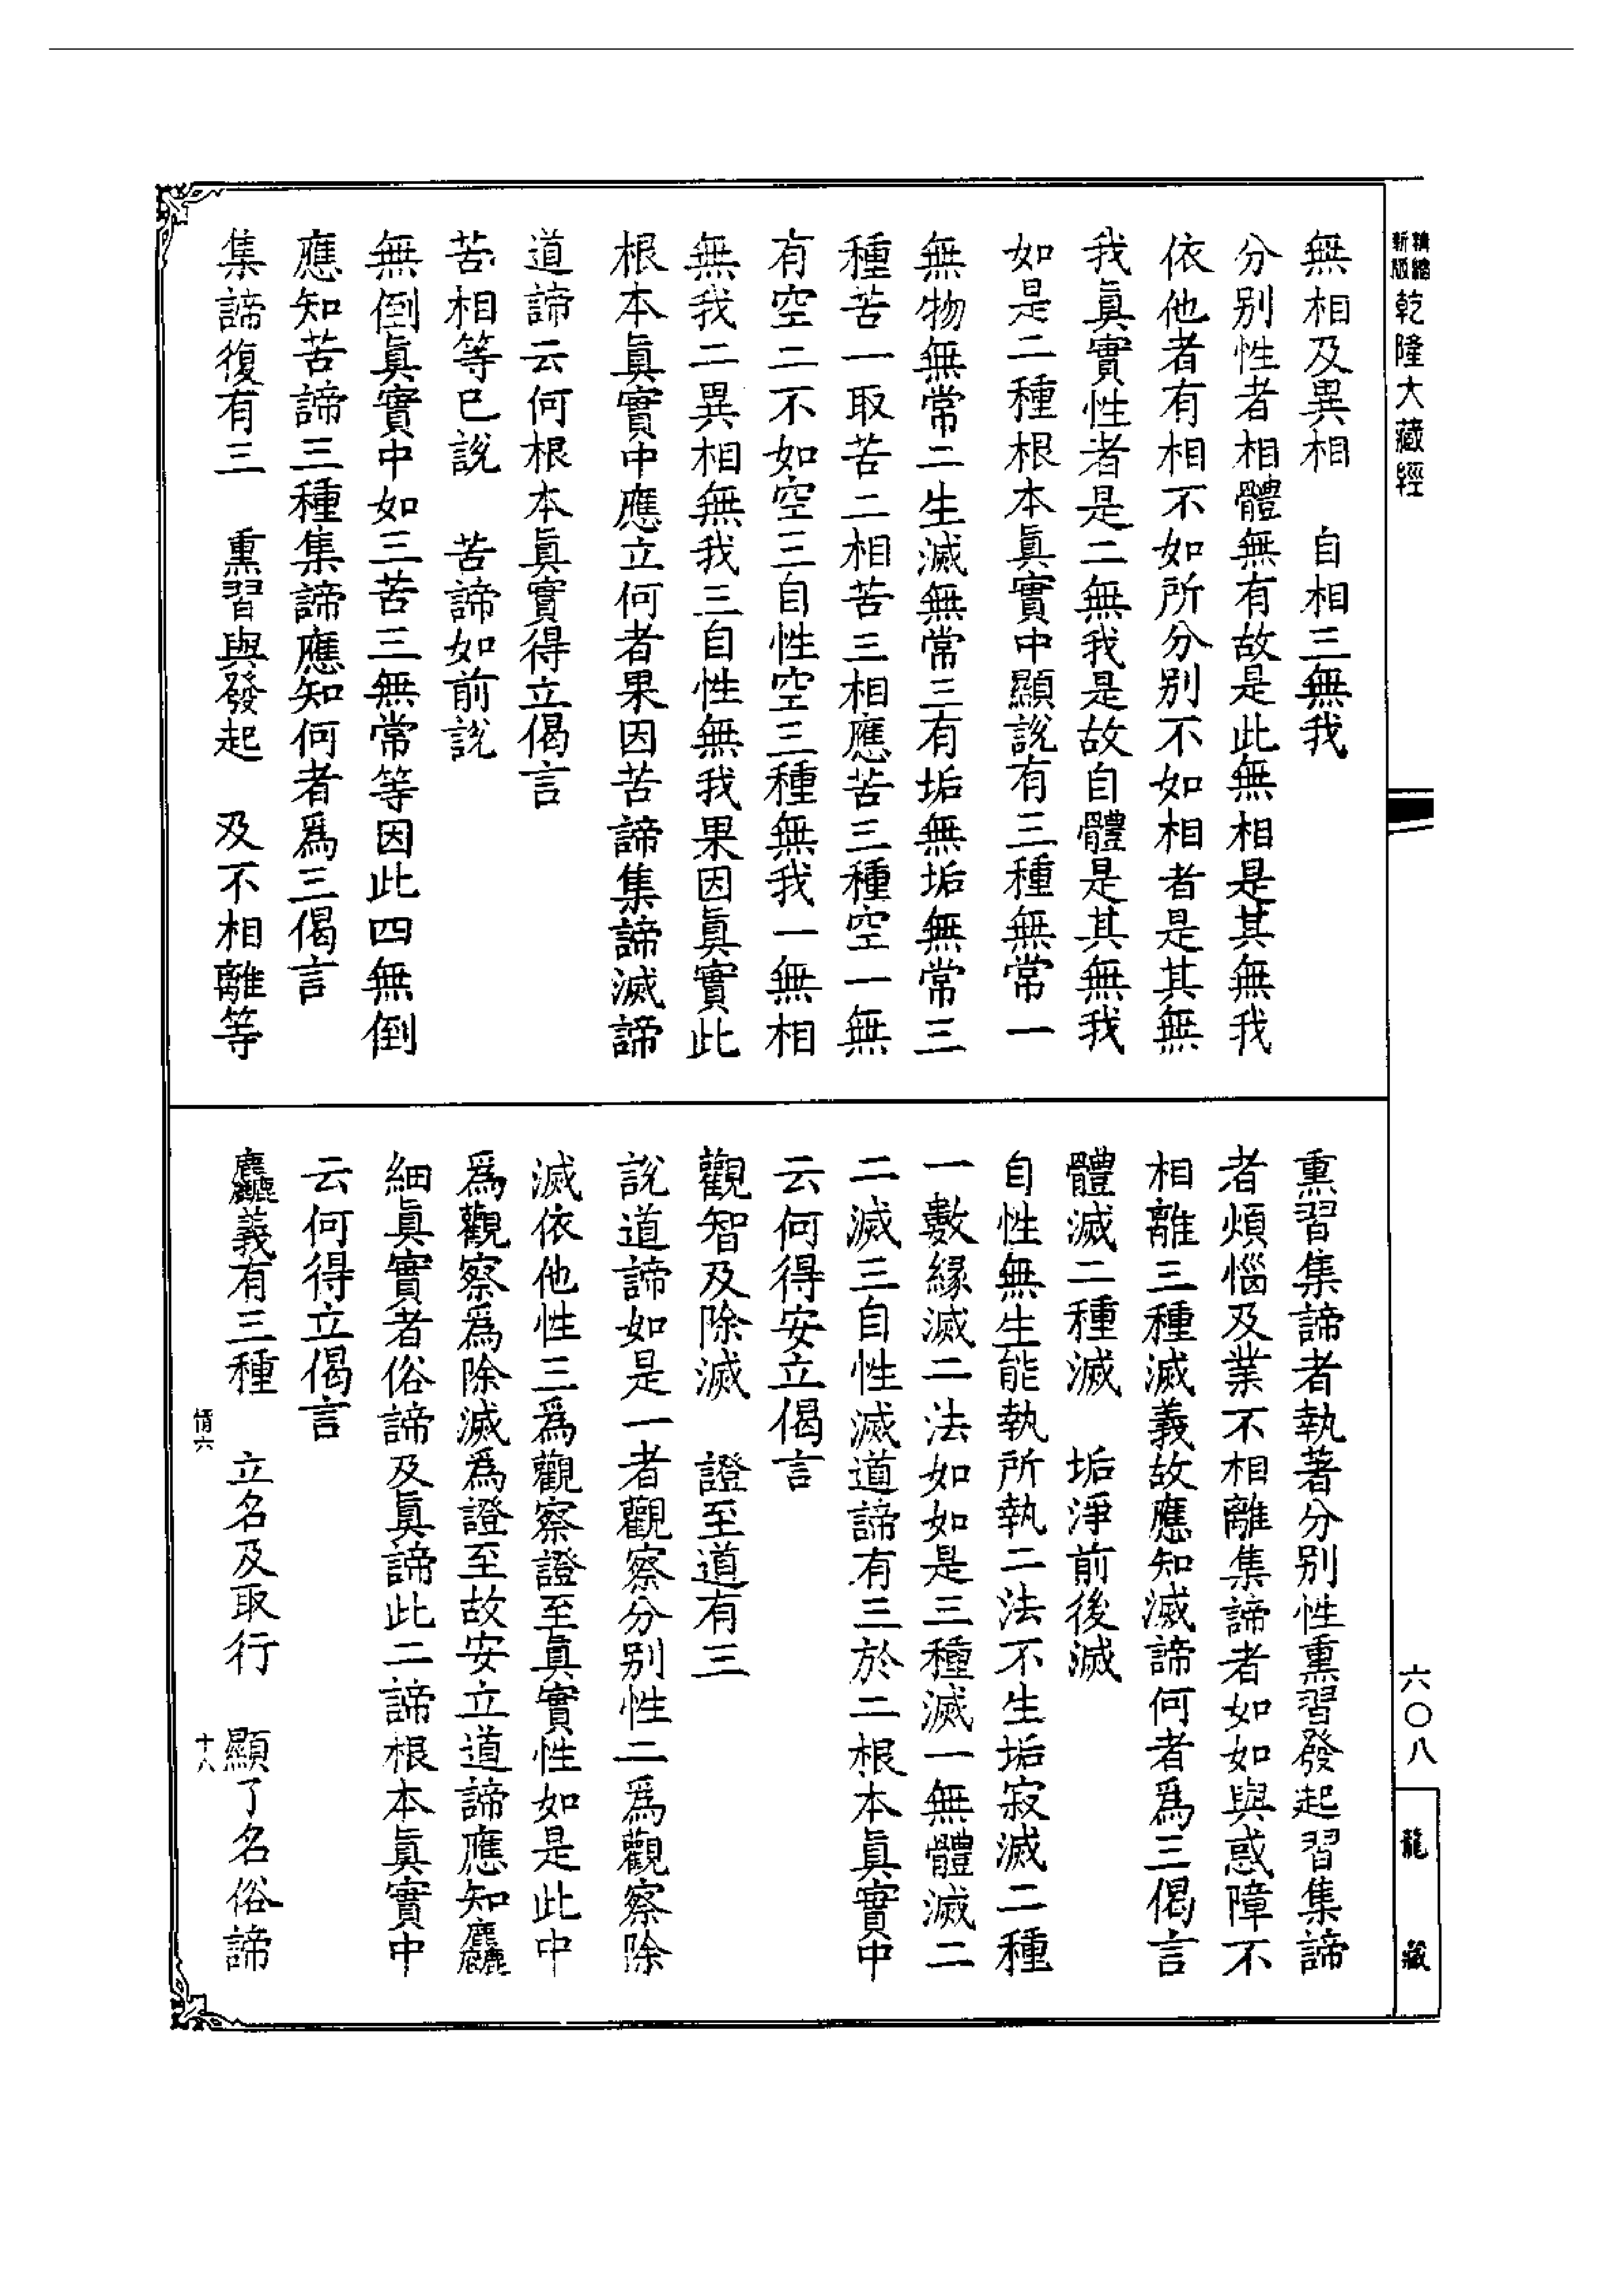 精縮新版乾隆大藏經
無相及異相　自相三無我
分別性者相體無有故是此無相是其無我
依他者有相不如所分別不如相者是其無
我眞實性者是二無我是故自體是其無我
如是二種根本眞實中顯說有三種無常一
無物無常二生滅無常三有垢無垢無常三
種苦一取苦二相苦三相應苦三種空一無
有空二不如空三自性空三種無我一無相
無我二異相無我三自性無我果因眞實此
根本眞實中應立何者果因苦諦集諦滅諦
道諦云何根本眞實得立偈言
苦相等已說　苦諦如前說
無倒眞實中如三苦三無常等因此四無倒
應知苦諦三種集諦應知何者爲三偈言
集諦復有三　熏習與發起　及不相離等
熏習集諦者執著分別性熏習發起習集諦
者煩惱及業不相離集諦者如如與惑障不
相離三種滅義故應知滅諦何者爲三偈言
體滅二種滅　垢淨前後滅
自性無生能執所執二法不生垢寂滅二種
一數緣滅二法如如是三種滅一無體滅二
二滅三自性滅道諦有三於二根本眞實中
云何得安立偈言
觀智及除滅　證至道有三
說道諦如是一者觀察分別性二爲觀察除
滅依他性三爲觀察證至眞實性如是此中
爲觀察爲除滅爲證至故安立道諦應知麤
細眞實者俗諦及眞諦此二諦根本眞實中
云何得立偈言
麤義有三種　立名及取行　顯了名俗諦
情六　十八
六〇八
龍藏